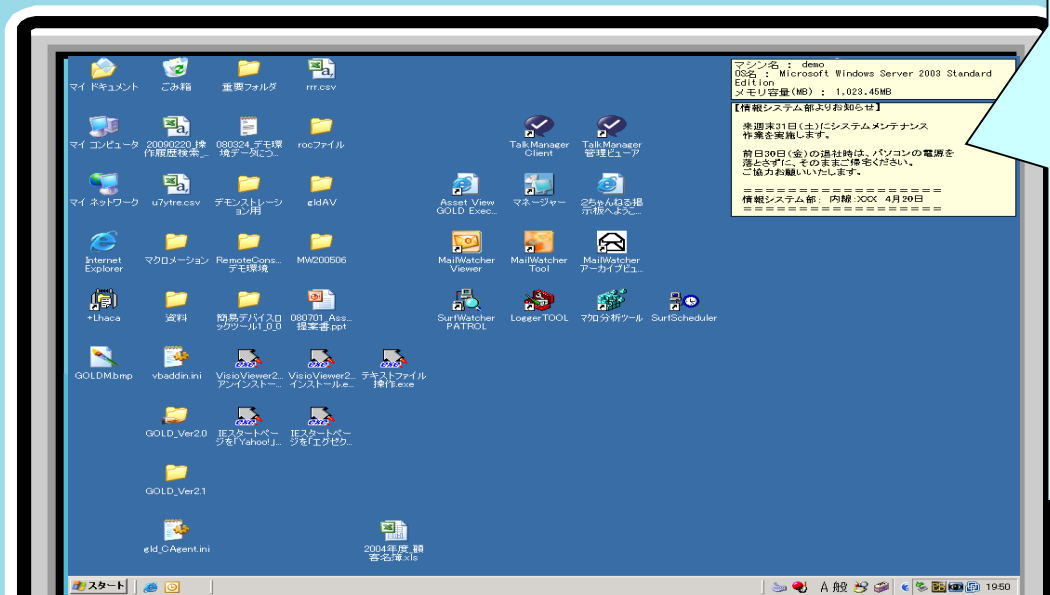 マイ ドキュメント
ごみ箱
重要フォルダ
rrr.csv
マシン名 : demo
OS名 : Microsoft Windows Server 2003 Standard
Edition
メモリ容量(MB) : 1,023.45MB
【情報システム部よりお知らせ】
来週末31日(土)にシステムメンテナンス
作業を実施します。
前日30日(金)の退社時は、パソコンの電源を
落とさずに、そのままご帰宅ください。
ご協力お願いいたします。
====================
情報システム部: 内線:XXX 4月20日
====================
マイ コンピュータ
20090220_操
作履歴検索_...
080324_デモ環
境データにつ...
rocファイル
TalkManager
Client
TalkManager
管理ビューア
マイ ネットワーク
u7ytre.csv
デモンストレーシ
ョン用
gldAV
Asset View
GOLD Exec...
マネージャー
2ちゃんねる掲
示板へようこ...
Internet
Explorer
マクロメーション
RemoteCons...
デモ環境
MW200506
MailWatcher
Viewer
MailWatcher
Tool
MailWatcher
アーカイブビュ...
+Lhaca
資料
簡易デバイスロ
ックツール1_0_0
080701_Ass...
提案書.ppt
SurfWatcher
PATROL
LoggerTOOL
マクロ分析ツール
SurfScheduler
GOLDM.bmp
vbaddin.ini
VisioViewer2...
アンインストー...
VisioViewer2...
インストール.e...
テキストファイル
操作.exe
GOLD_Ver2.0
IEスタートペー
ジを「Yahoo!」...
IEスタートペー
ジを「エグゼク...
GOLD_Ver2.1
gld_CAgent.ini
2004年度_顧
客名簿.xls
スタート
A 般
19:50